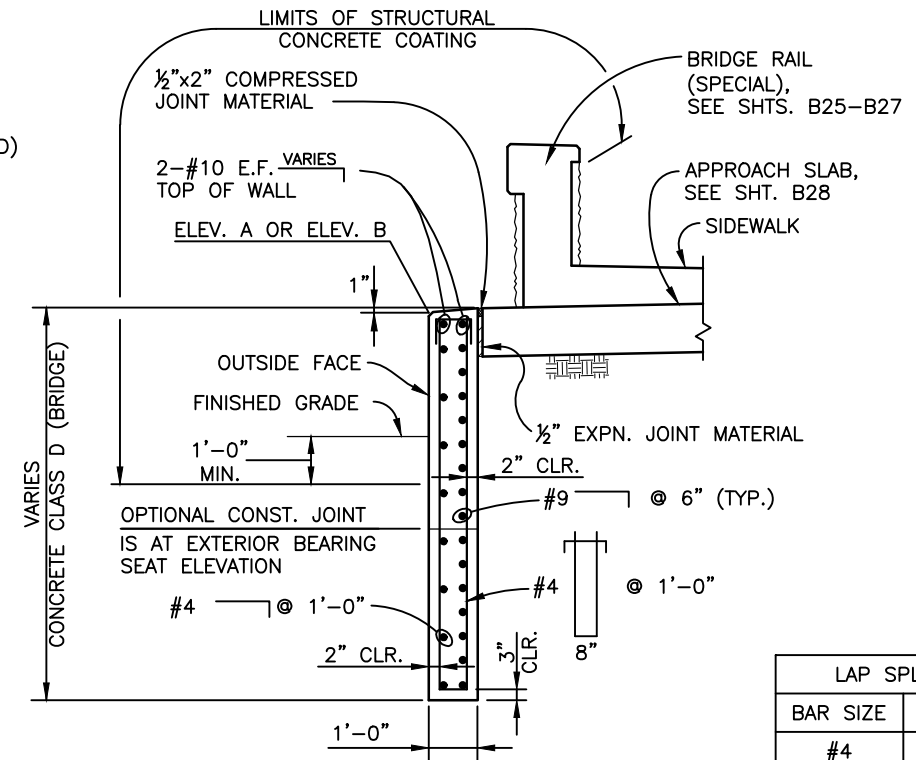 LIMITS OF STRUCTURAL
CONCRETE COATING
½"x2" COMPRESSED
JOINT MATERIAL
BRIDGE RAIL
(SPECIAL),
SEE SHTS. B25-B27
D)
2-#10 E.F. VARIES
TOP OF WALL
APPROACH SLAB,
SEE SHT. B28
SIDEWALK
ELEV. A OR ELEV. B
1"
OUTSIDE FACE
FINISHED GRADE
½" EXPN. JOINT MATERIAL
1'-0"
MIN.
2" CLR.
#9 @ 6" (TYP.)
VARIES
CONCRETE CLASS D (BRIDGE)
OPTIONAL CONST. JOINT
IS AT EXTERIOR BEARING
SEAT ELEVATION
#4 @ 1'-0"
#4 @ 1'-0"
8"
2" CLR.
3"
CLR.
1'-0"
LAP SPL
BAR SIZE
#4